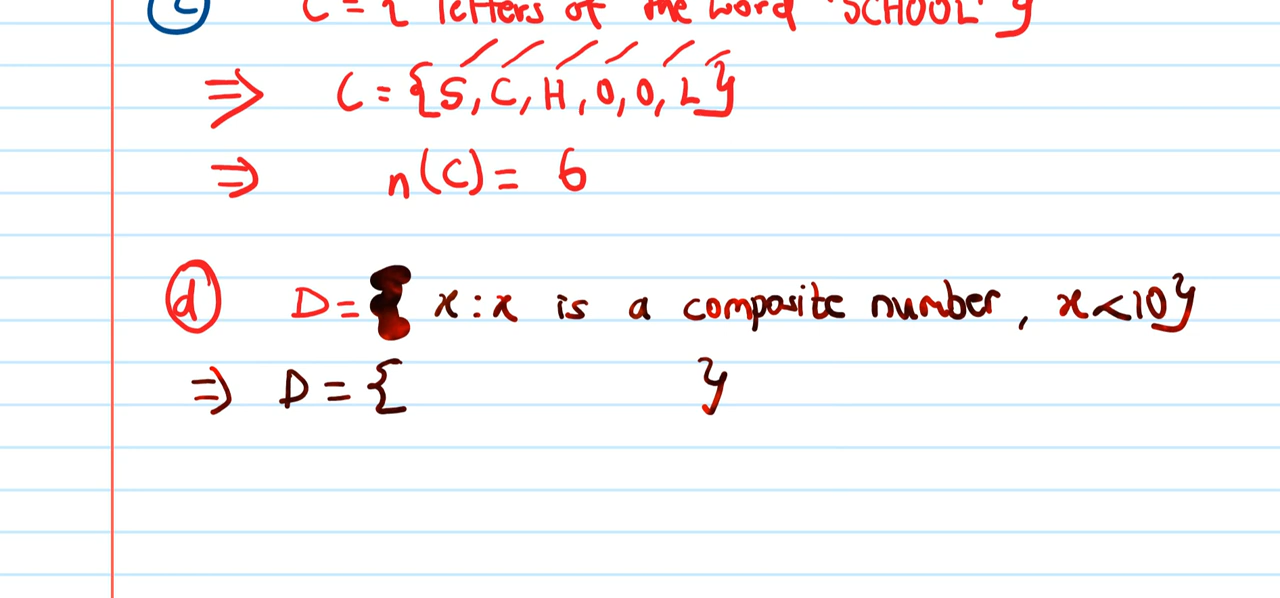 (c) C = { letters of the word 'SCHOOL' }
⇒ C = {S, C, H, O, O, L}
⇒ n(C) = 6
(d) D = { x : x is a composite number, x < 10}
⇒ D = { }